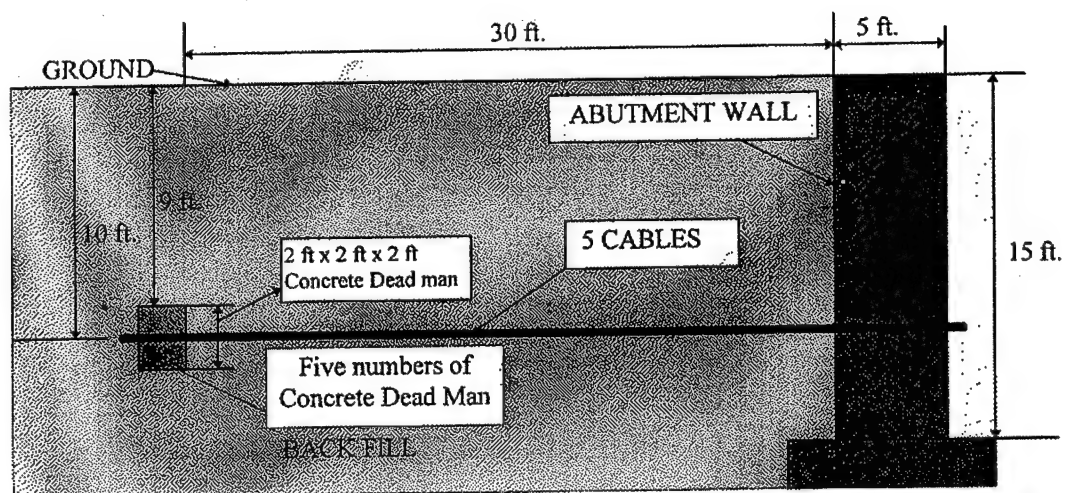 30 ft.
5 ft.
GROUND
ABUTMENT WALL
9 ft.
10 ft.
5 CABLES
15 ft.
2 ft x 2 ft x 2 ft
Concrete Dead man
Five numbers of
Concrete Dead Man
BACK FILL